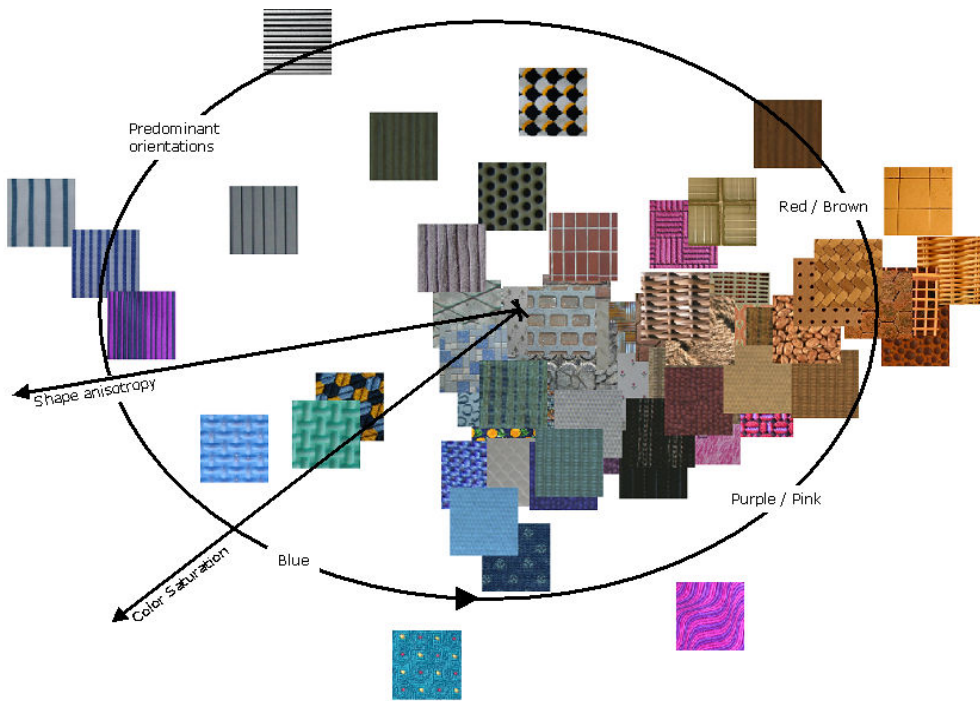 Predominant
orientations
Red / Brown
Shape anisotropy
Purple / Pink
Blue
Color Saturation